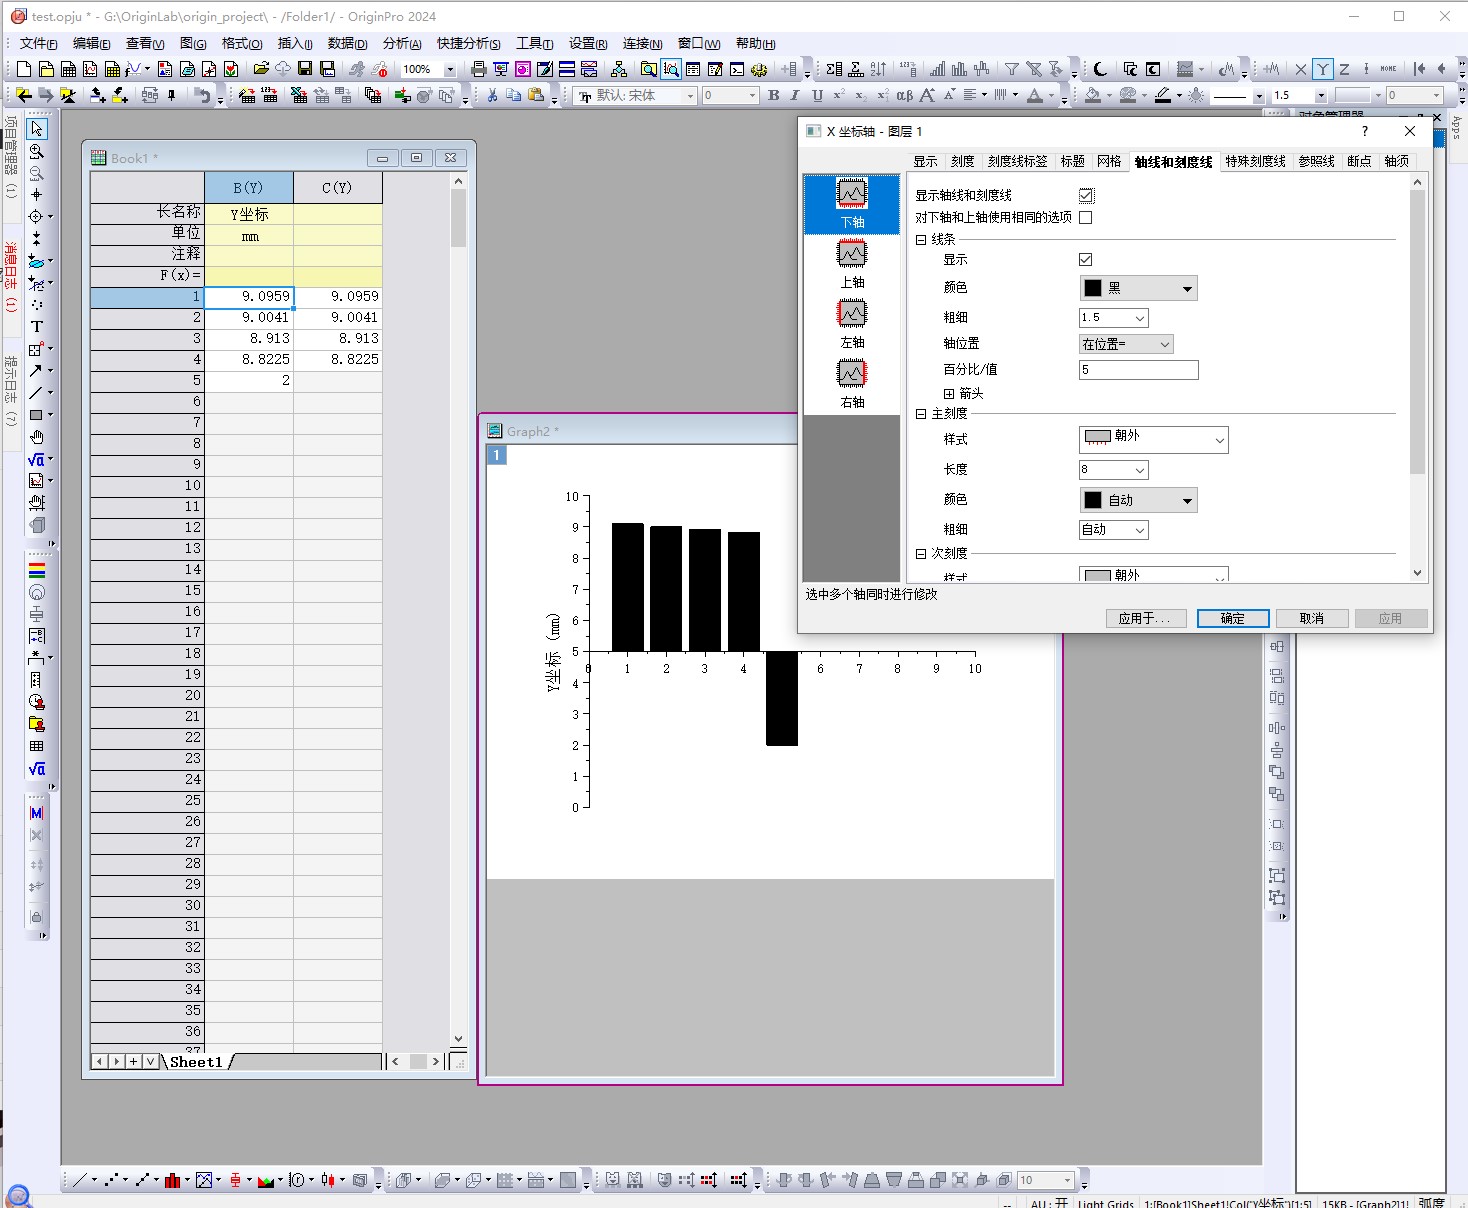 test.opju * - G:\OriginLab\origin_project\ - /Folder1/ - OriginPro 2024
文件(F) 编辑(E) 查看(V) 图(G) 格式(O) 插入(I) 数据(D) 分析(A) 快捷分析(S) 工具(T) 设置(R) 连接(N) 窗口(W) 帮助(H)
100%
默认: 宋体 0 B I U αβ A A A 1.5 0
项目管理器 (1)
消息日志 (1)
提示日志 (7)
Apps
Book1 *
B(Y) C(Y)
长名称 Y坐标
单位 mm
注释
F(x)=
1 9.0959 9.0959
2 9.0041 9.0041
3 8.913 8.913
4 8.8225 8.8225
5 2
6
7
8
9
10
11
12
13
14
15
16
17
18
19
20
21
22
23
24
25
26
27
28
29
30
31
32
33
34
35
36
37
Sheet1
Graph2 *
1
10
9
8
7
6
5
4
3
2
1
0
Y坐标 (mm)
0 1 2 3 4 6 7 8 9 10
X 坐标轴 - 图层 1
显示 刻度 刻度线标签 标题 网格 轴线和刻度线 特殊刻度线 参照线 断点 轴须
下轴
上轴
左轴
右轴
显示轴线和刻度线
对下轴和上轴使用相同的选项
线条
显示
颜色 黑
粗细 1.5
轴位置 在位置=
百分比/值 5
箭头
主刻度
样式 朝外
长度 8
颜色 自动
粗细 自动
次刻度
样式 朝外
选中多个轴同时进行修改
应用于... 确定 取消 应用
10
-- AU : 开 Light Grids 1:[Book1]Sheet1!Col("Y坐标")[1:5] 15KB - [Graph2]1! 弧度